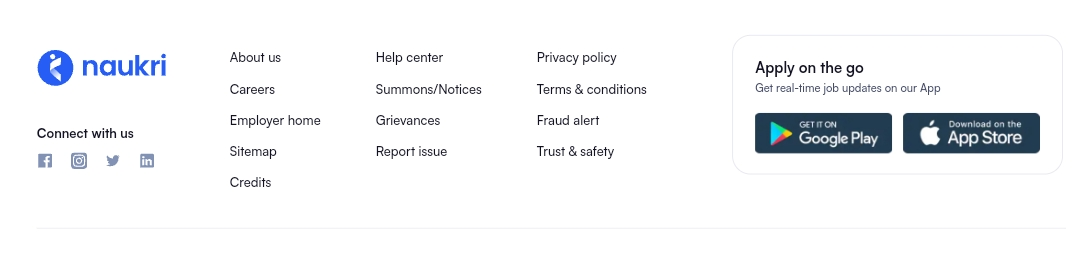 naukri
Connect with us
About us
Careers
Employer home
Sitemap
Credits
Help center
Summons/Notices
Grievances
Report issue
Privacy policy
Terms & conditions
Fraud alert
Trust & safety
Apply on the go
Get real-time job updates on our App
GET IT ON
Google Play
Download on the
App Store